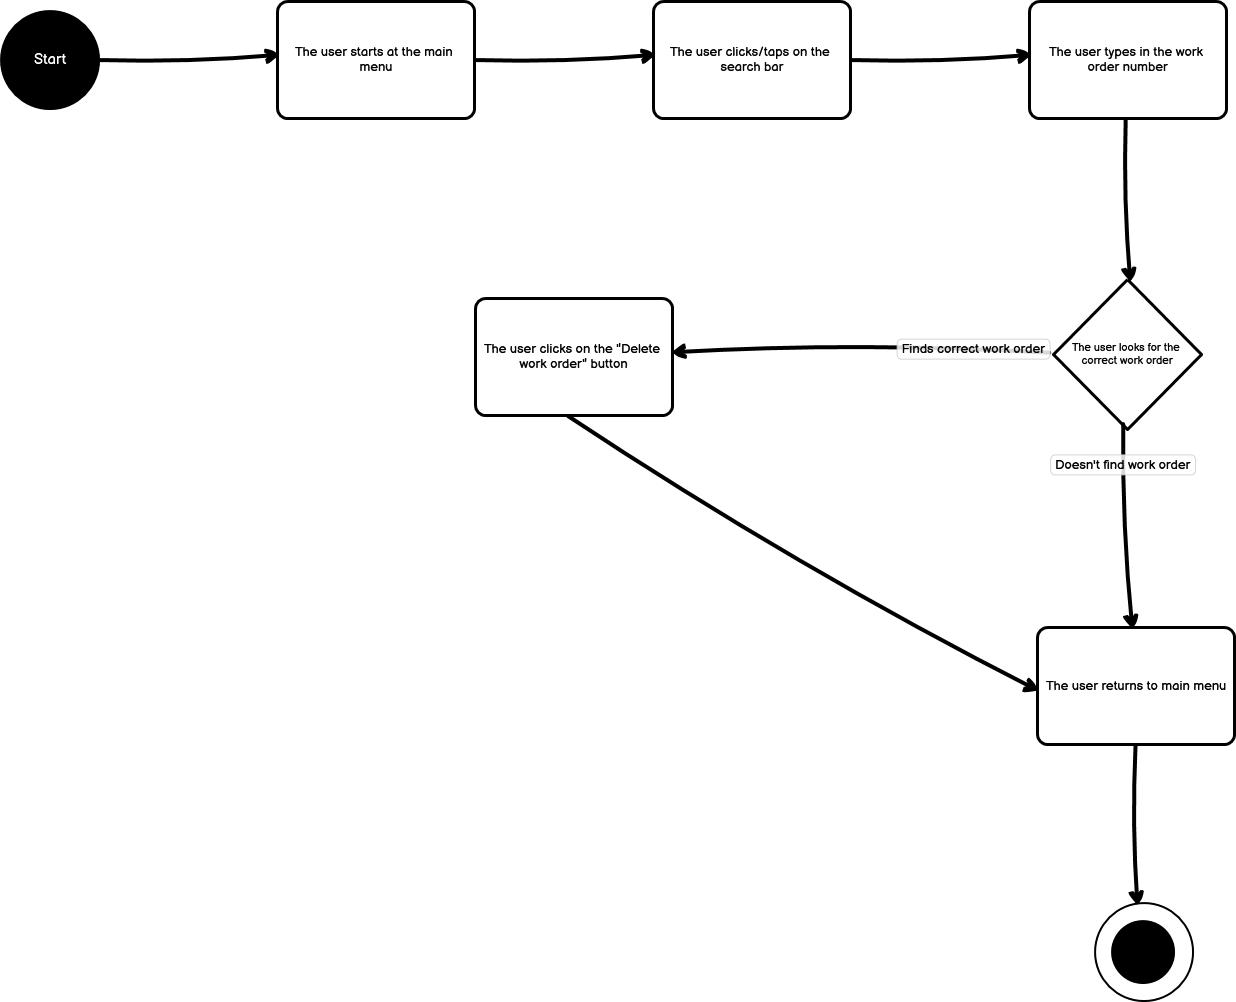 Start
The user starts at the main
menu
The user clicks/taps on the
search bar
The user types in the work
order number
The user clicks on the "Delete
work order" button
Finds correct work order
The user looks for the
correct work order
Doesn't find work order
The user returns to main menu